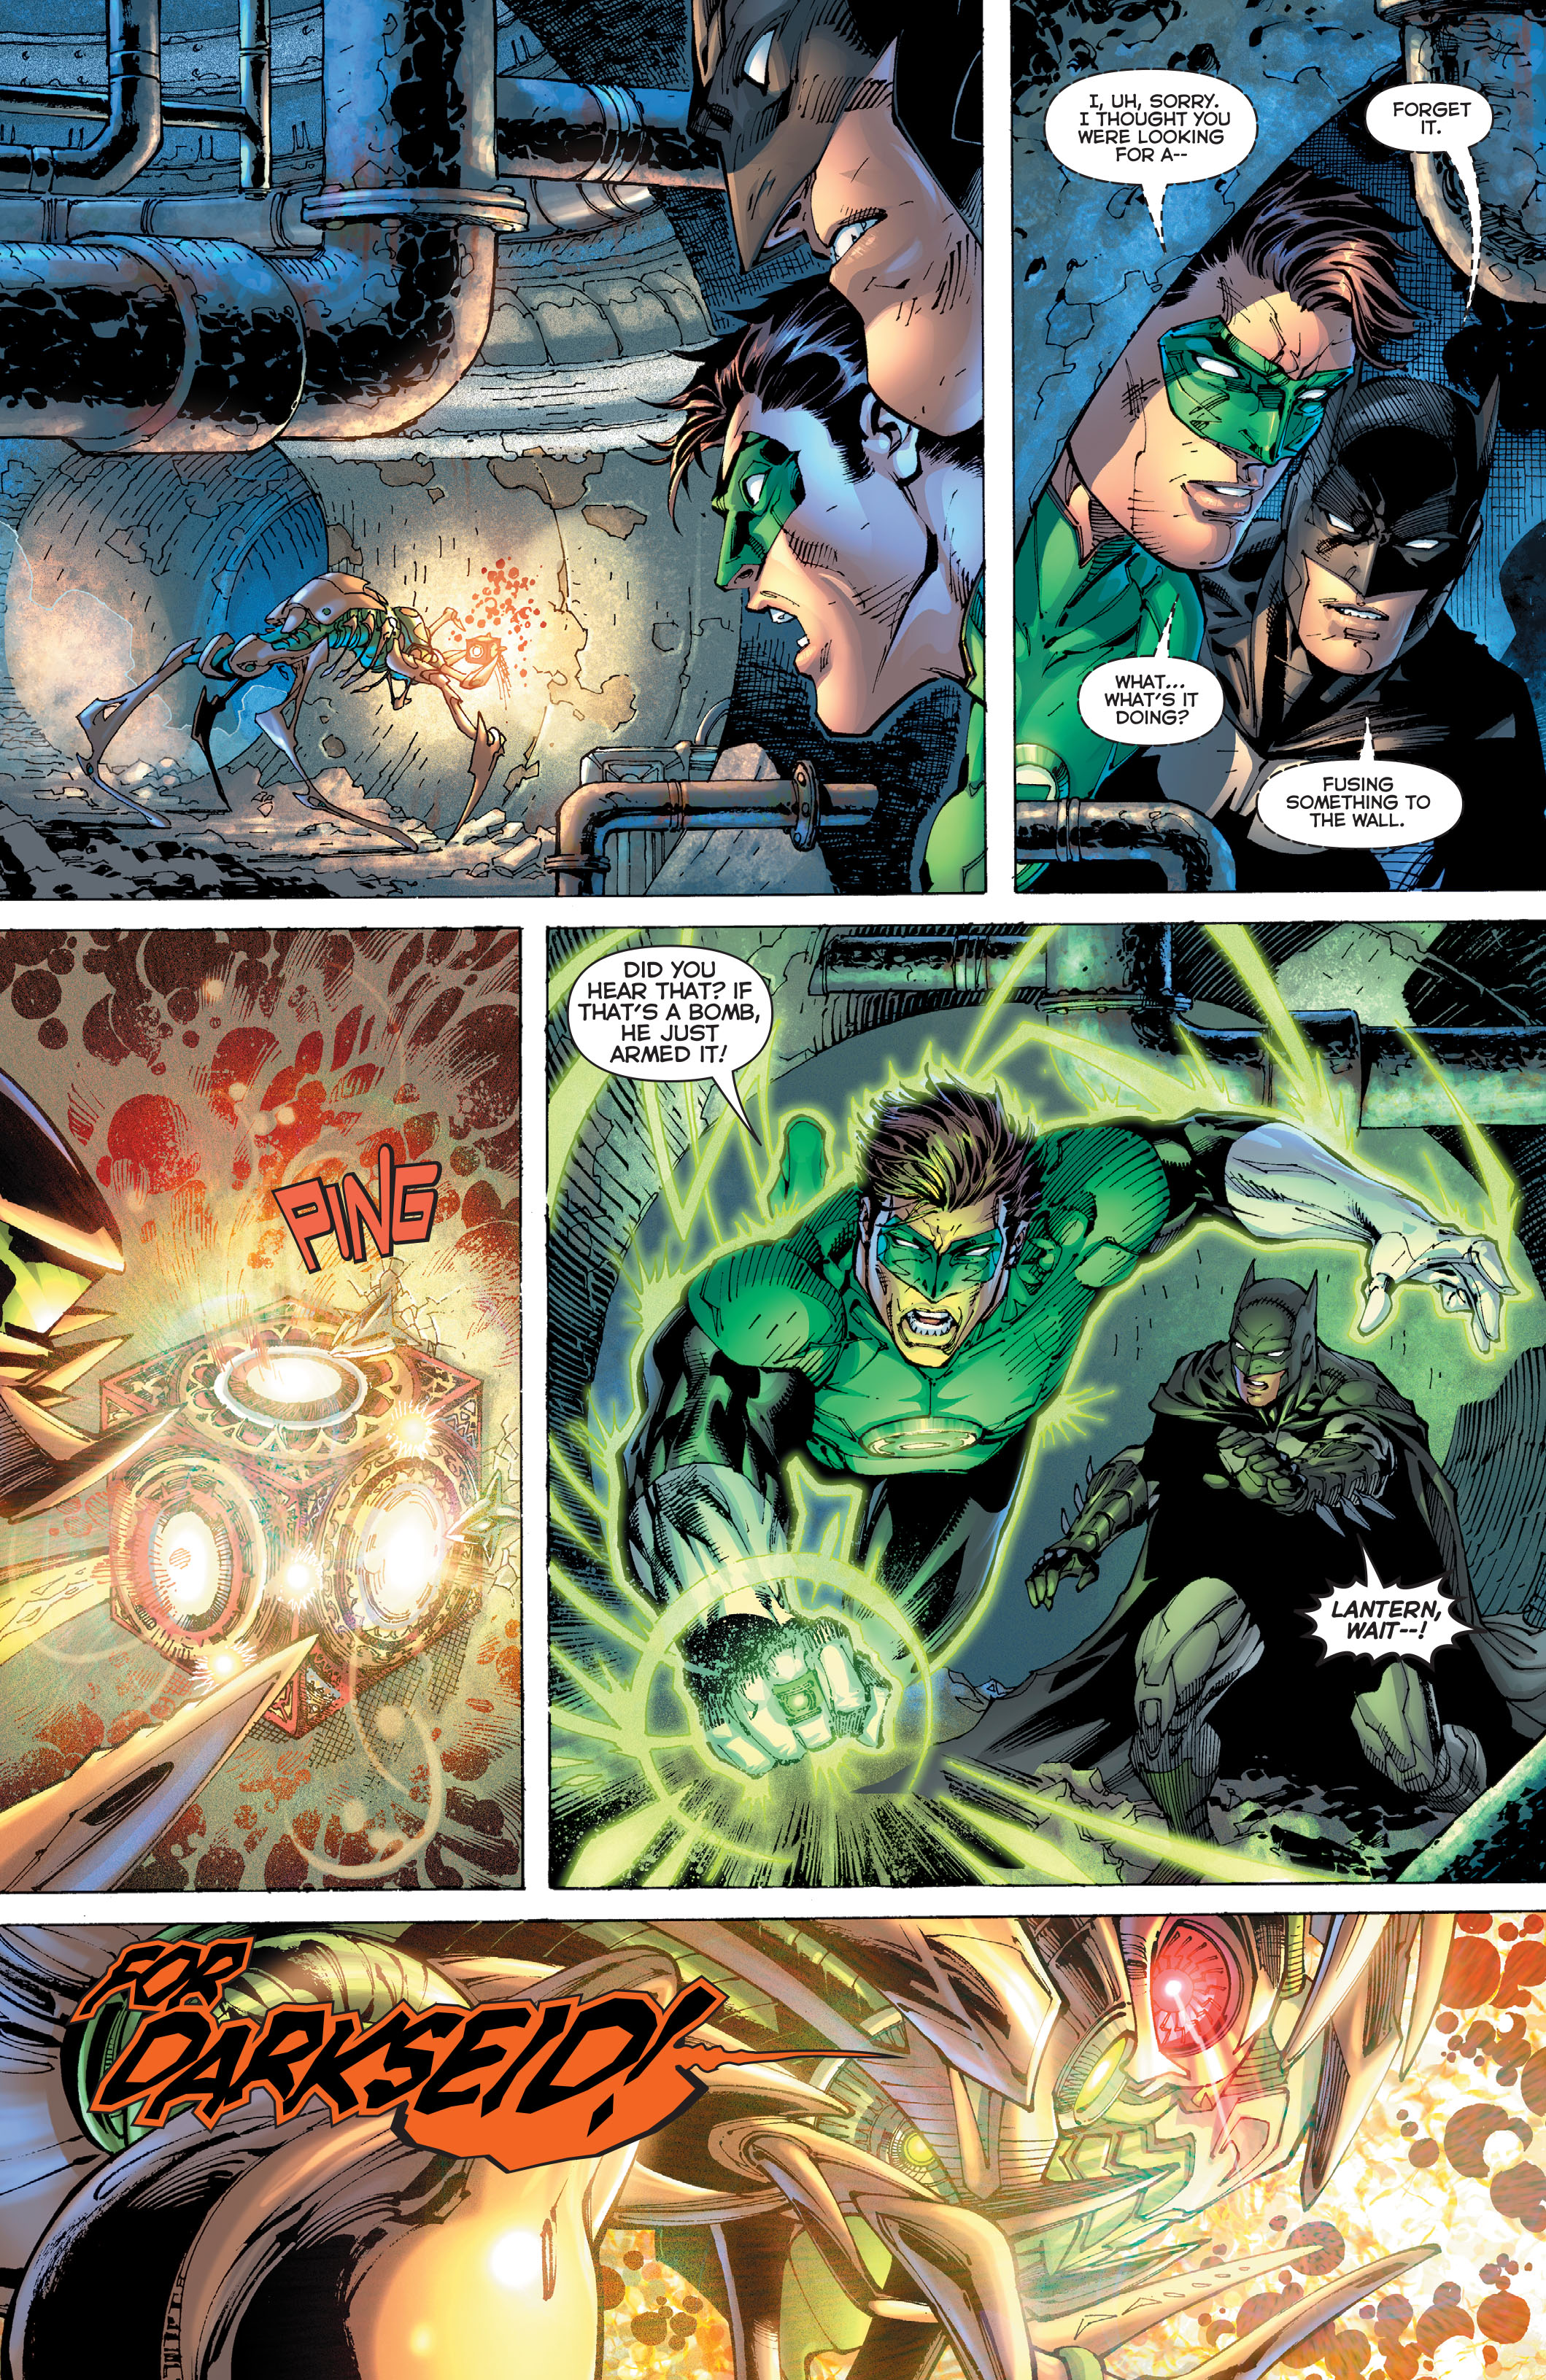 I, UH, SORRY.
I THOUGHT YOU
WERE LOOKING
FOR A--
FORGET
IT.
WHAT...
WHAT'S IT
DOING?
FUSING
SOMETHING TO
THE WALL.
PING
DID YOU
HEAR THAT? IF
THAT'S A BOMB,
HE JUST
ARMED IT!
LANTERN,
WAIT--!
FOR
DARKSEID!